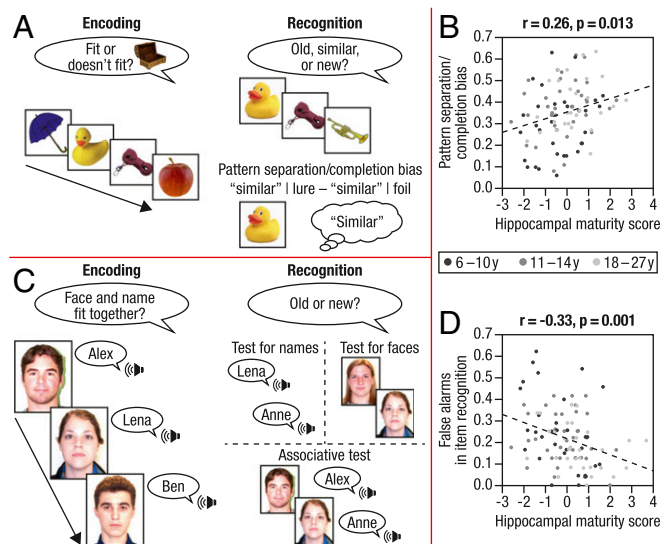 A
Encoding
Recognition
Fit or
doesn't fit?
Old, similar,
or new?
Pattern separation/completion bias
"similar" | lure – "similar" | foil
"Similar"
B
r = 0.26, p = 0.013
Pattern separation/
completion bias
0.7
0.6
0.5
0.4
0.3
0.2
0.1
0.0
-3 -2 -1 0 1 2 3 4
Hippocampal maturity score
6–10y 11–14y 18–27y
C
Encoding
Recognition
Face and name
fit together?
Old or new?
Alex
Lena
Ben
Test for names
Test for faces
Lena
Anne
Associative test
Alex
Anne
D
r = -0.33, p = 0.001
False alarms
in item recognition
0.7
0.6
0.5
0.4
0.3
0.2
0.1
0.0
-3 -2 -1 0 1 2 3 4
Hippocampal maturity score